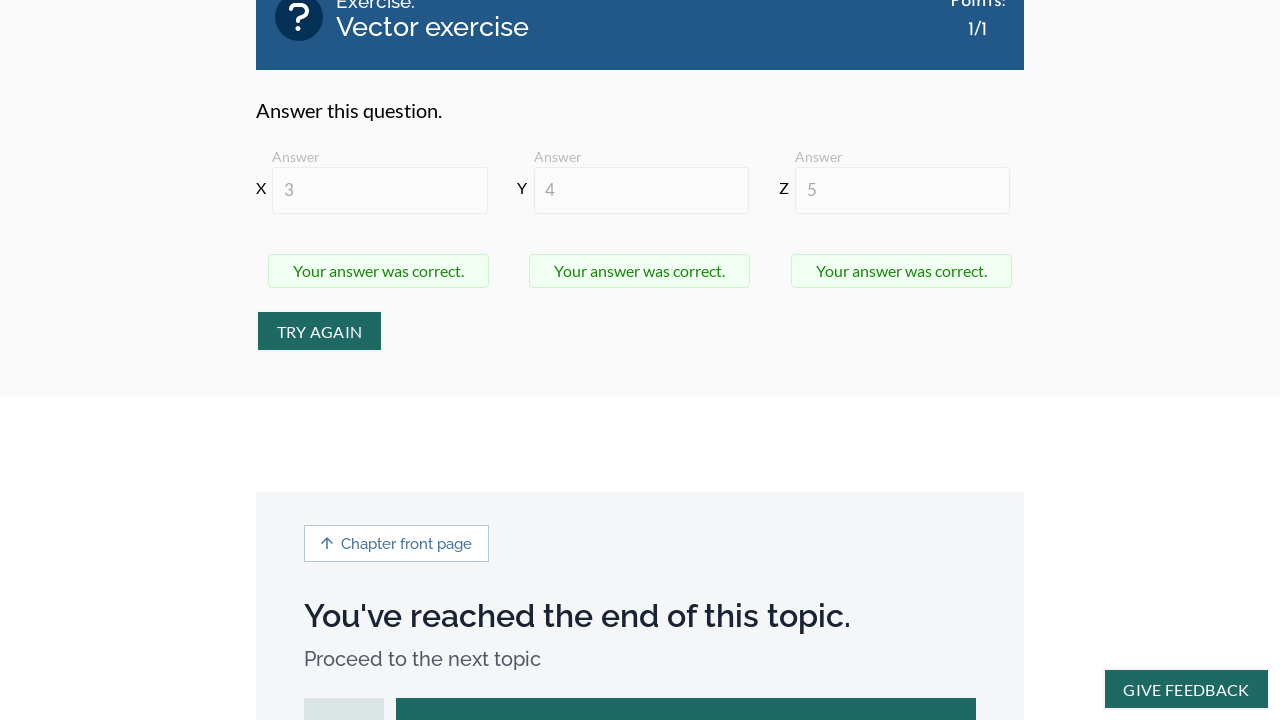 Exercise:
Vector exercise
Points:
1/1
Answer this question.
Answer Answer Answer
X 3 Y 4 Z 5
Your answer was correct. Your answer was correct. Your answer was correct.
TRY AGAIN
Chapter front page
You've reached the end of this topic.
Proceed to the next topic
GIVE FEEDBACK